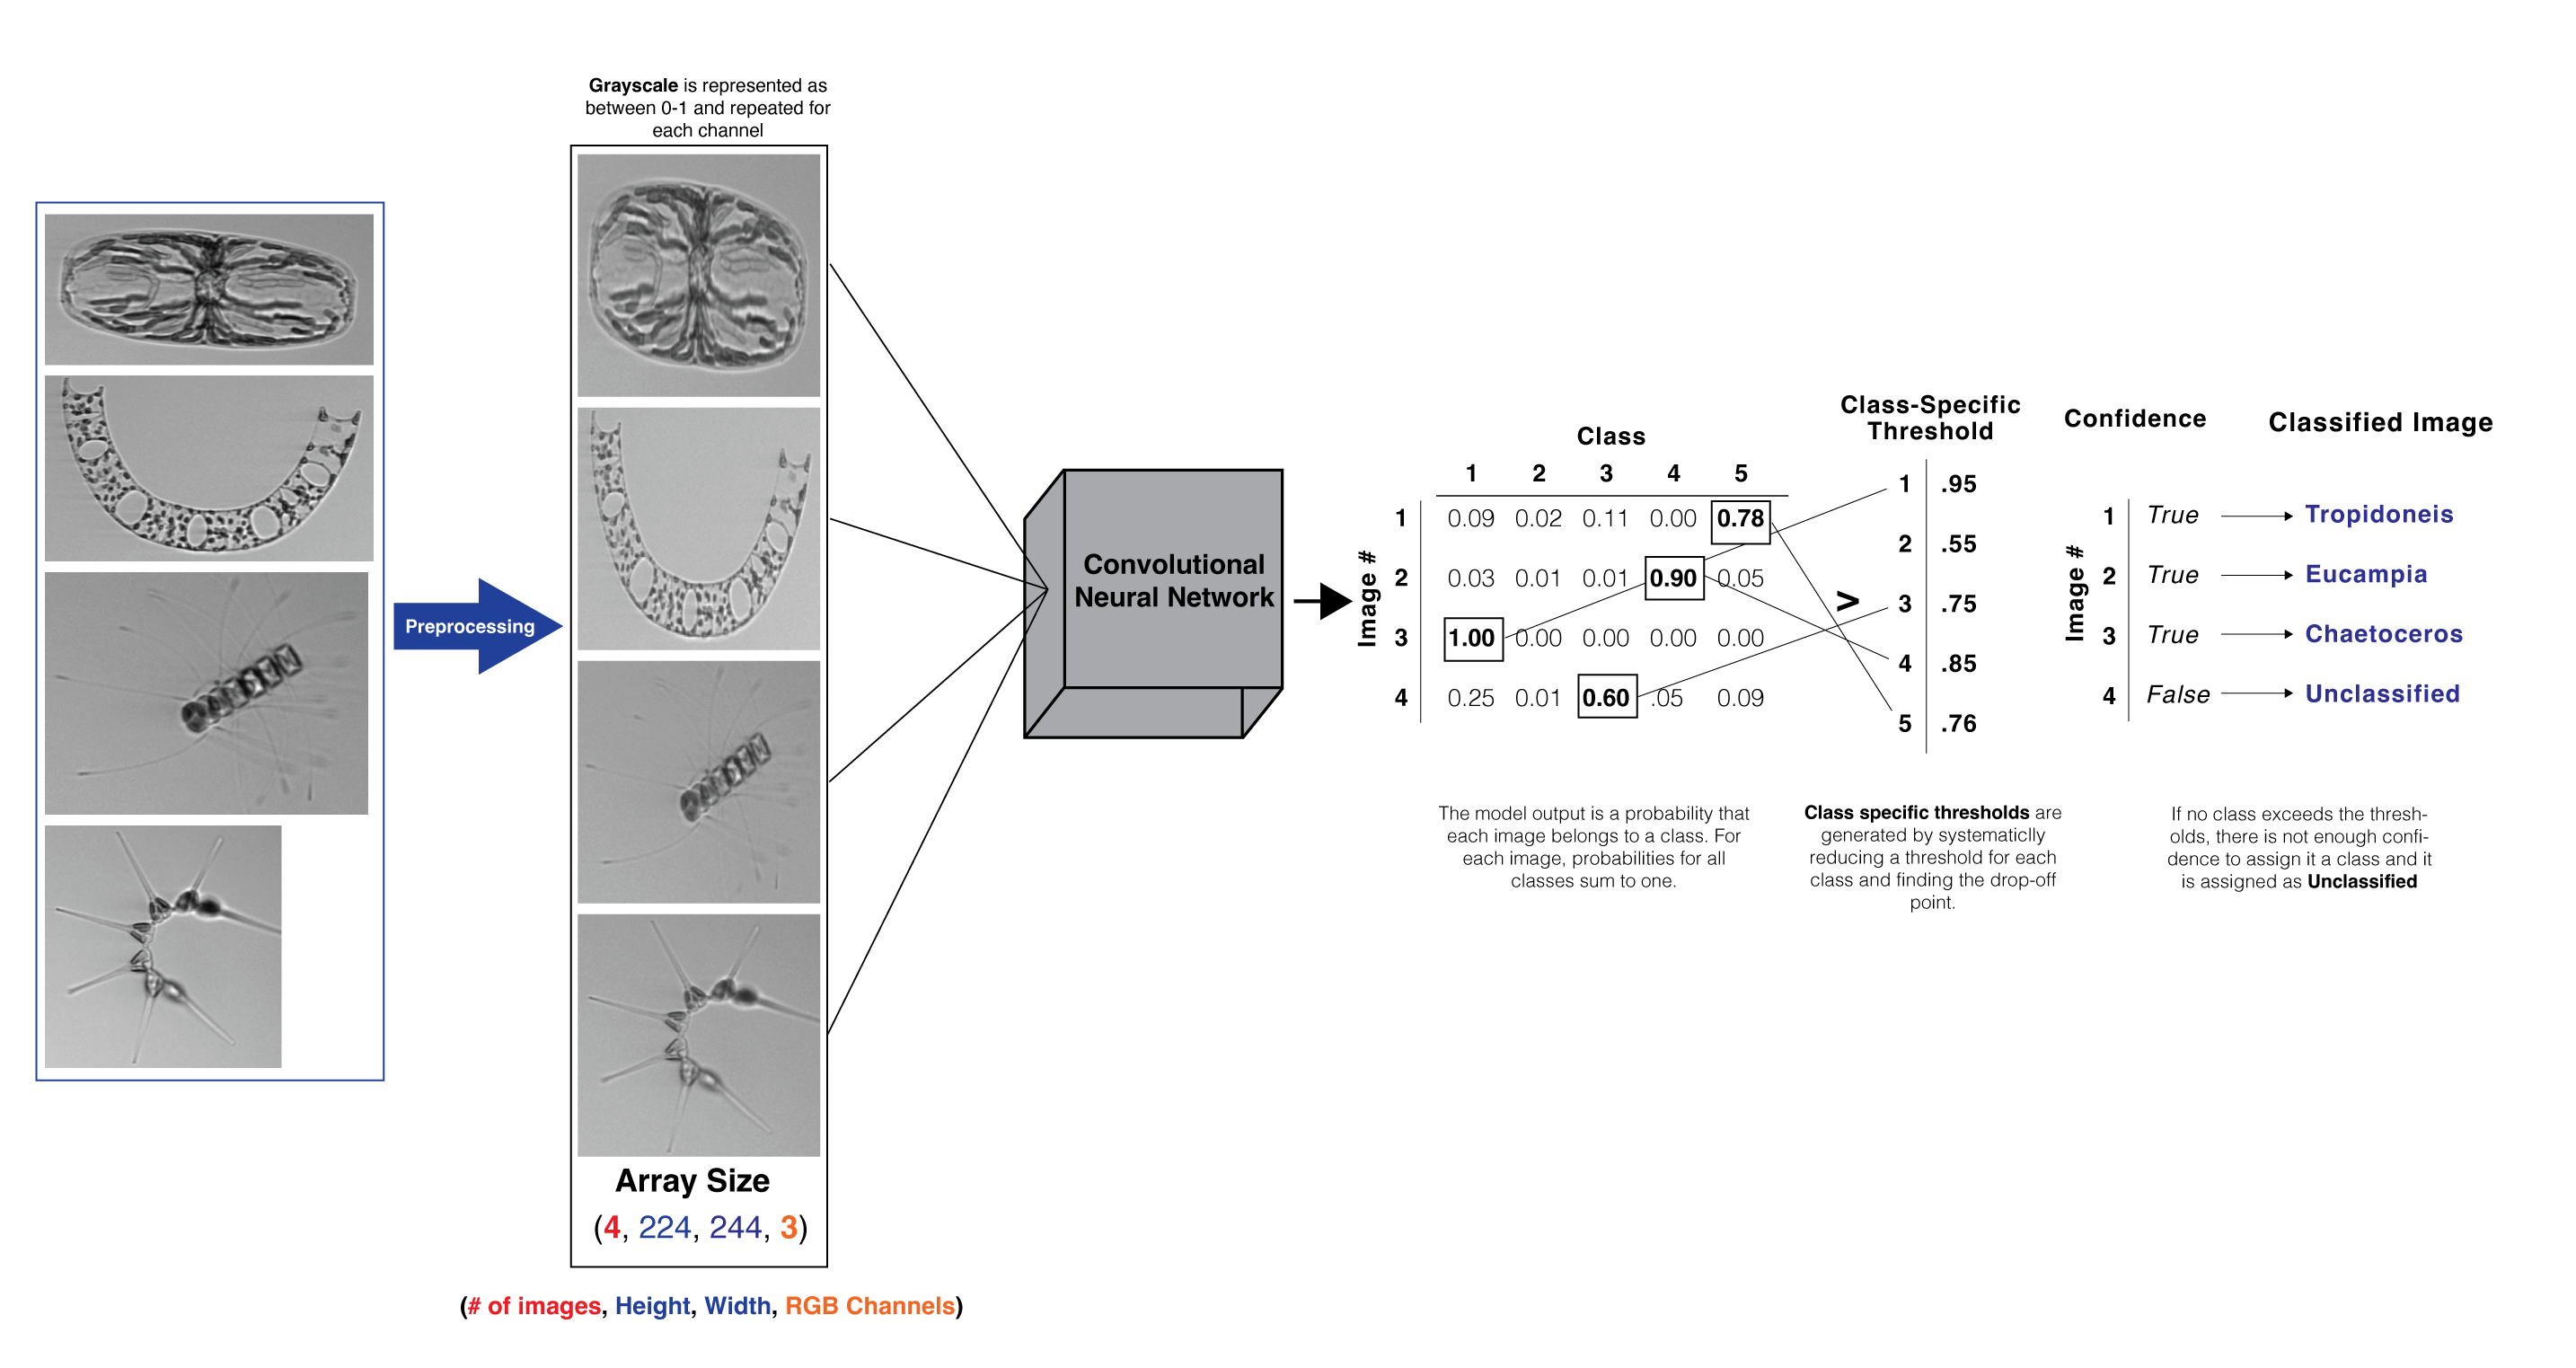 Grayscale is represented as
between 0-1 and repeated for
each channel
Preprocessing
Array Size
(4, 224, 244, 3)
(# of images, Height, Width, RGB Channels)
Convolutional
Neural Network
Class
1 2 3 4 5
Image #
1 0.09 0.02 0.11 0.00 0.78
2 0.03 0.01 0.01 0.90 0.05
3 1.00 0.00 0.00 0.00 0.00
4 0.25 0.01 0.60 .05 0.09
The model output is a probability that
each image belongs to a class. For
each image, probabilities for all
classes sum to one.
>
Class-Specific
Threshold
1 .95
2 .55
3 .75
4 .85
5 .76
Class specific thresholds are
generated by systematiclly
reducing a threshold for each
class and finding the drop-off
point.
Confidence Classified Image
Image #
1 True Tropidoneis
2 True Eucampia
3 True Chaetoceros
4 False Unclassified
If no class exceeds the thresh-
olds, there is not enough confi-
dence to assign it a class and it
is assigned as Unclassified